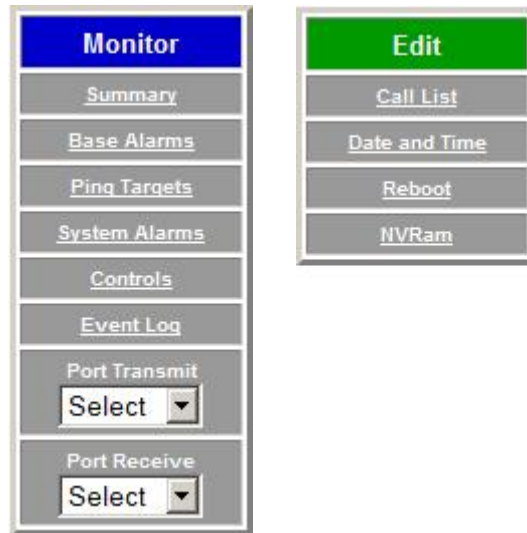 Monitor
Summary
Base Alarms
Ping Targets
System Alarms
Controls
Event Log
Port Transmit
Select
Port Receive
Select
Edit
Call List
Date and Time
Reboot
NVRam